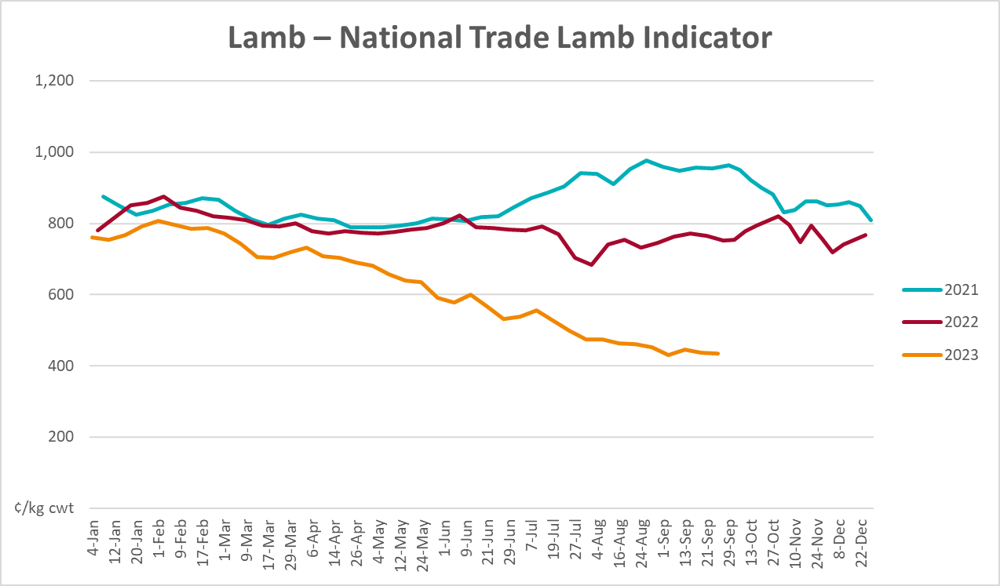 Lamb – National Trade Lamb Indicator
1,200
1,000
800
600
400
200
¢/kg cwt
4-Jan
12-Jan
20-Jan
1-Feb
9-Feb
17-Feb
1-Mar
9-Mar
17-Mar
29-Mar
6-Apr
14-Apr
26-Apr
4-May
12-May
24-May
1-Jun
9-Jun
21-Jun
29-Jun
7-Jul
19-Jul
27-Jul
4-Aug
16-Aug
24-Aug
1-Sep
13-Sep
21-Sep
29-Sep
13-Oct
27-Oct
10-Nov
24-Nov
8-Dec
22-Dec
2021
2022
2023